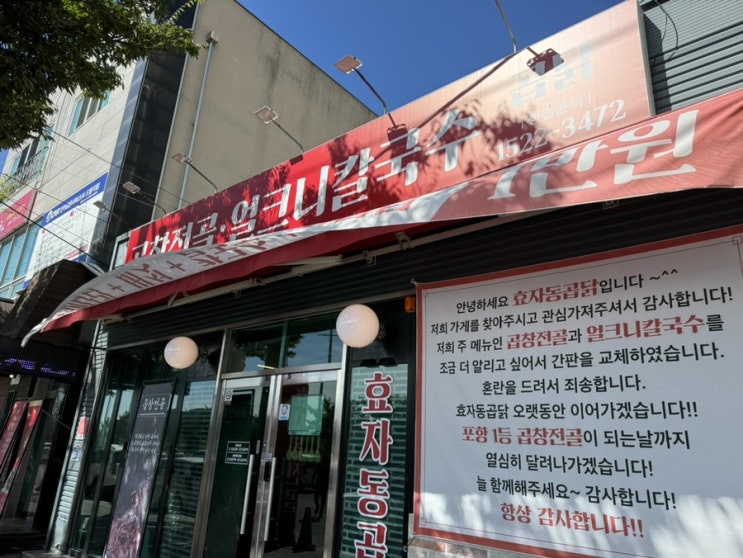 곱닭
1522-3472
곱창전골·얼크니칼국수
1만원
효자동곱
안녕하세요 효자동곱닭입니다 ~^^
저희 가게를 찾아주시고 관심가져주셔서 감사합니다!
저희 주 메뉴인 곱창전골과 얼크니칼국수를
조금 더 알리고 싶어서 간판을 교체하였습니다.
혼란을 드려서 죄송합니다.
효자동곱닭 오랫동안 이어가겠습니다!!
포항 1등 곱창전골이 되는날까지
열심히 달려나가겠습니다!
늘 함께해주세요~ 감사합니다!
항상 감사합니다!!